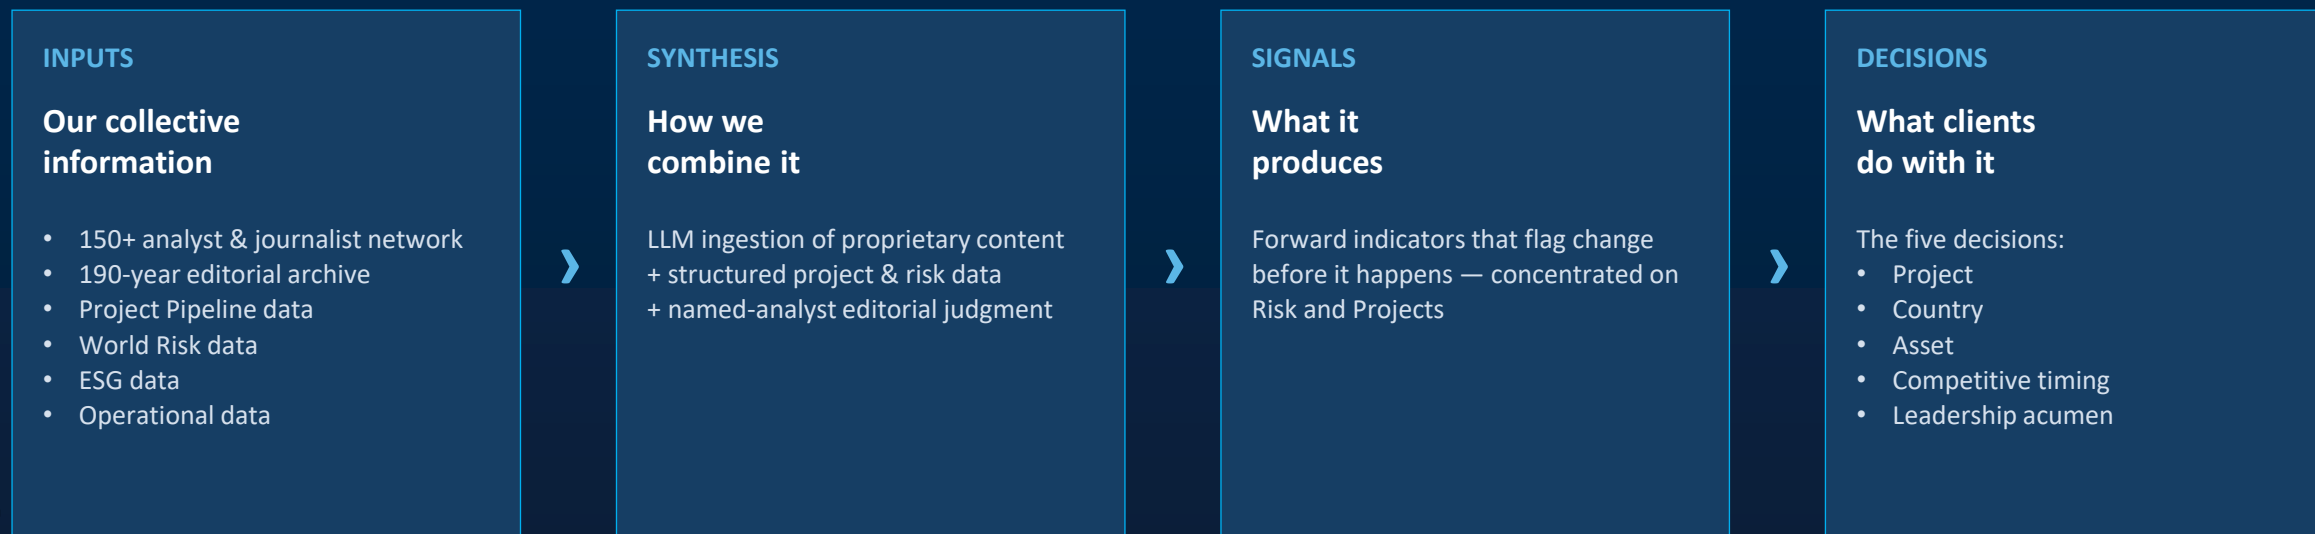 INPUTS
Our collective
information
• 150+ analyst & journalist network
• 190-year editorial archive
• Project Pipeline data
• World Risk data
• ESG data
• Operational data
›
SYNTHESIS
How we
combine it
LLM ingestion of proprietary content
+ structured project & risk data
+ named-analyst editorial judgment
›
SIGNALS
What it
produces
Forward indicators that flag change
before it happens — concentrated on
Risk and Projects
›
DECISIONS
What clients
do with it
The five decisions:
• Project
• Country
• Asset
• Competitive timing
• Leadership acumen